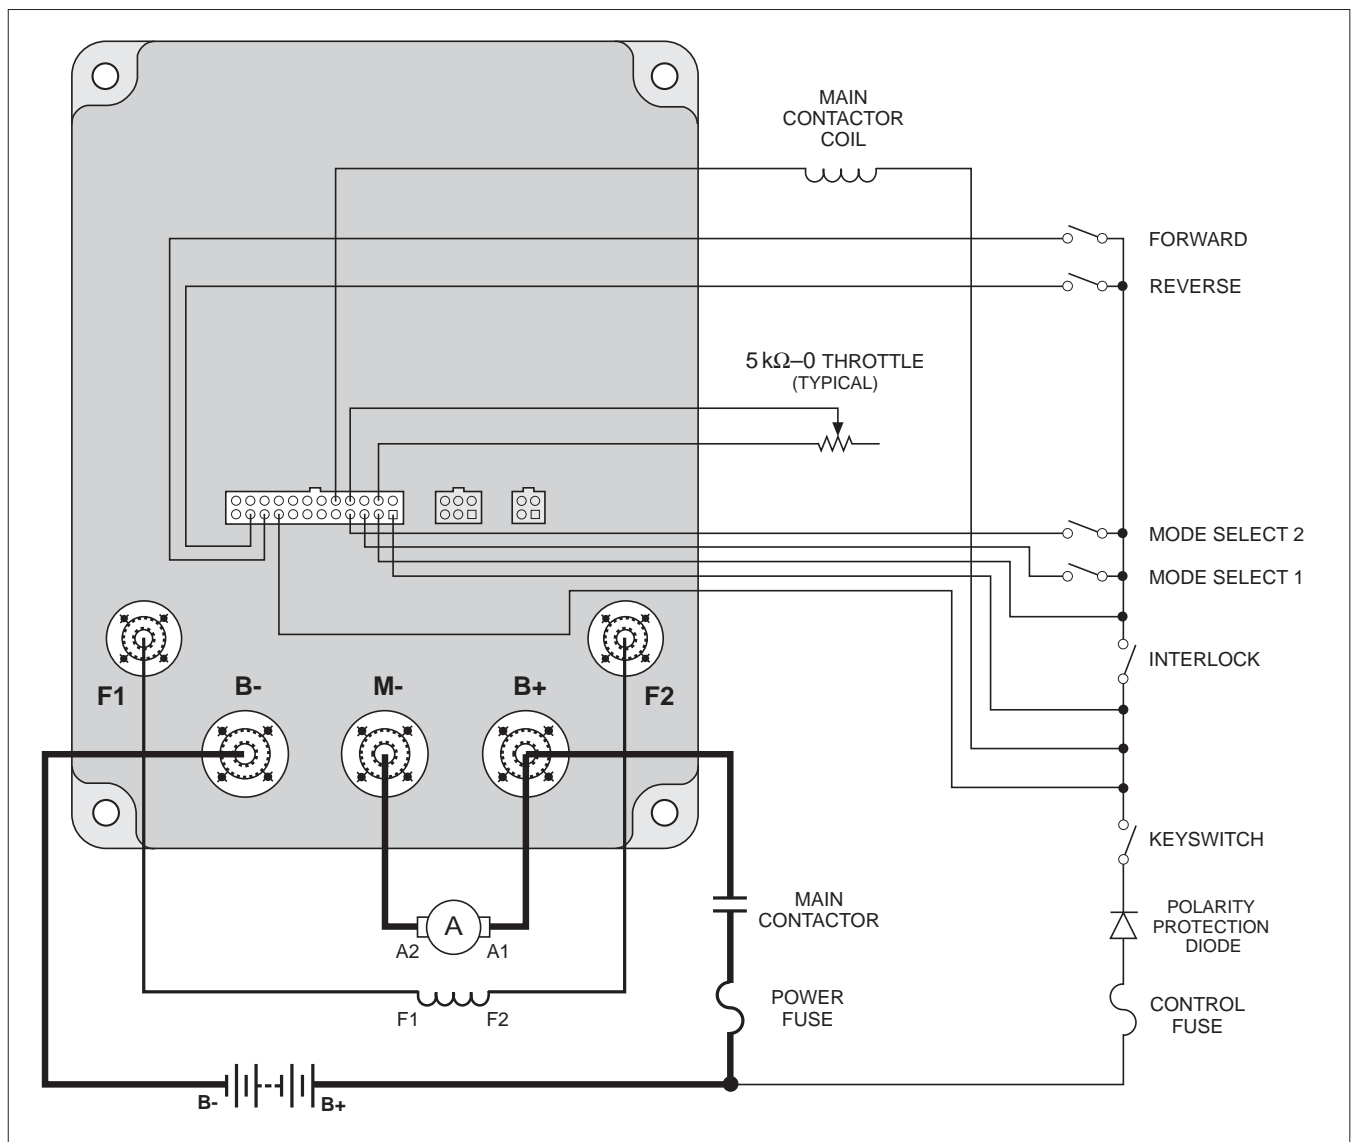 MAIN
CONTACTOR
COIL
FORWARD
REVERSE
5 kΩ–0 THROTTLE
(TYPICAL)
MODE SELECT 2
MODE SELECT 1
INTERLOCK
F1
B-
M-
B+
F2
KEYSWITCH
MAIN
CONTACTOR
POLARITY
PROTECTION
DIODE
A
A2
A1
POWER
FUSE
CONTROL
FUSE
F1
F2
B-
B+